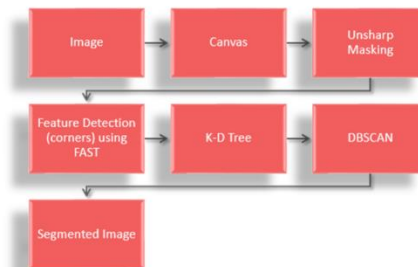 Image
Canvas
Unsharp
Masking
Feature Detection
(corners) using
FAST
K-D Tree
DBSCAN
Segmented Image